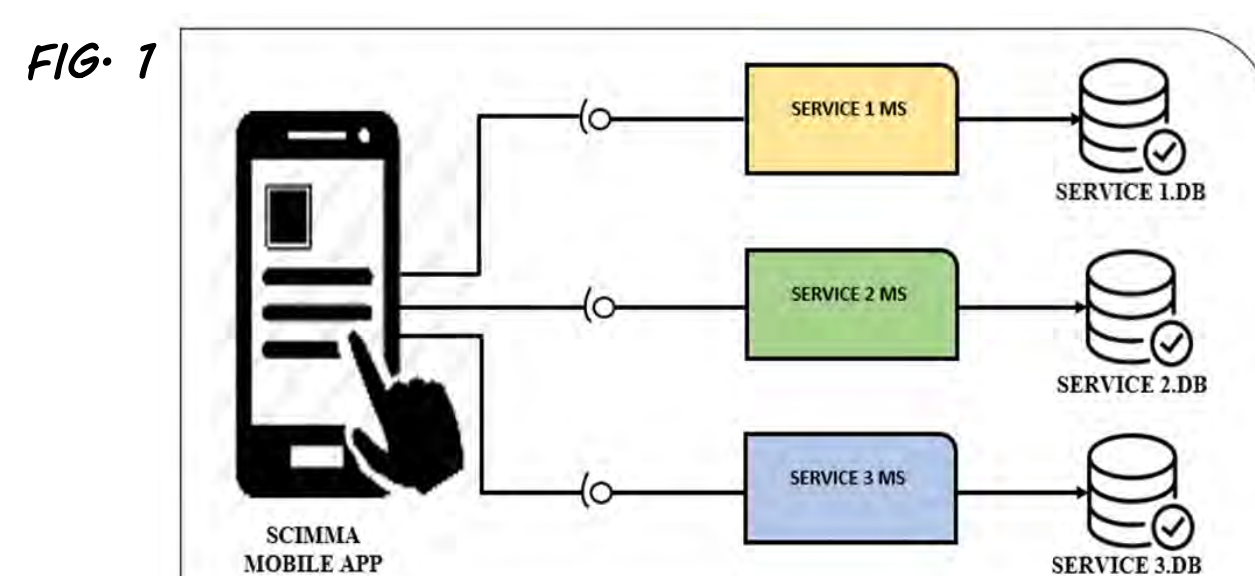 FIG. 1
SERVICE 1 MS
SERVICE 1.DB
SERVICE 2 MS
SERVICE 2.DB
SERVICE 3 MS
SERVICE 3.DB
SCIMMA
MOBILE APP